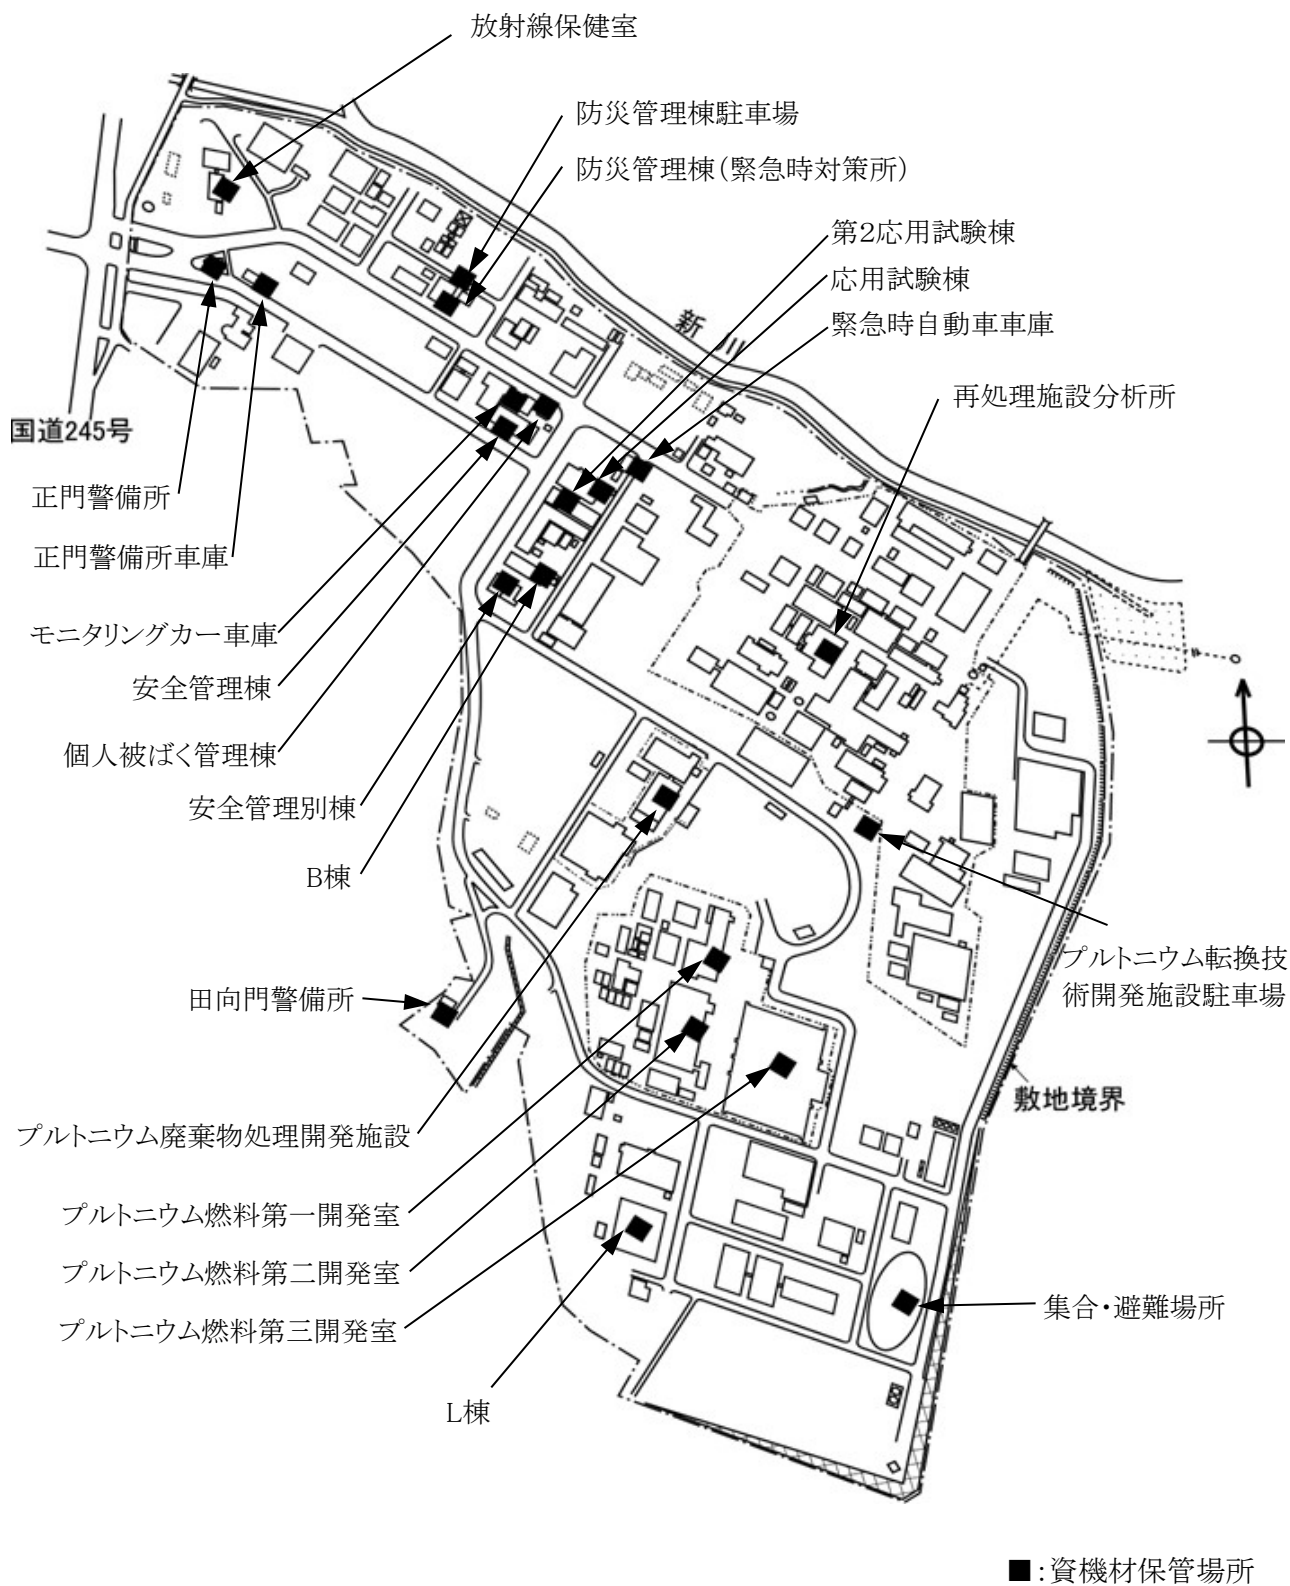 放射線保健室
防災管理棟駐車場
防災管理棟(緊急時対策所)
第2応用試験棟
応用試験棟
緊急時自動車車庫
新川
再処理施設分析所
国道245号
正門警備所
正門警備所車庫
モニタリングカー車庫
安全管理棟
個人被ばく管理棟
安全管理別棟
B棟
プルトニウム転換技
術開発施設駐車場
田向門警備所
敷地境界
プルトニウム廃棄物処理開発施設
プルトニウム燃料第一開発室
プルトニウム燃料第二開発室
プルトニウム燃料第三開発室
集合・避難場所
L棟
■:資機材保管場所